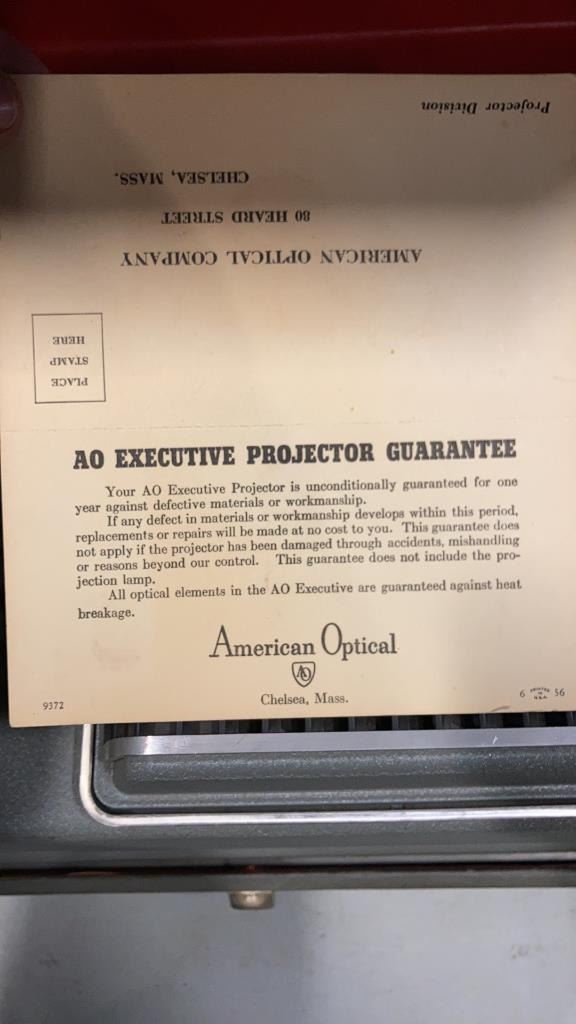 Projector Division
AMERICAN OPTICAL COMPANY
80 HEARD STREET
CHELSEA, MASS.
PLACE
STAMP
HERE
AO EXECUTIVE PROJECTOR GUARANTEE
Your AO Executive Projector is unconditionally guaranteed for one
year against defective materials or workmanship.
If any defect in materials or workmanship develops within this period,
replacements or repairs will be made at no cost to you. This guarantee does
not apply if the projector has been damaged through accidents, mishandling
or reasons beyond our control. This guarantee does not include the pro-
jection lamp.
All optical elements in the AO Executive are guaranteed against heat
breakage.
American Optical
AO
Chelsea, Mass.
9372
6 PRINTED IN U.S.A. 56